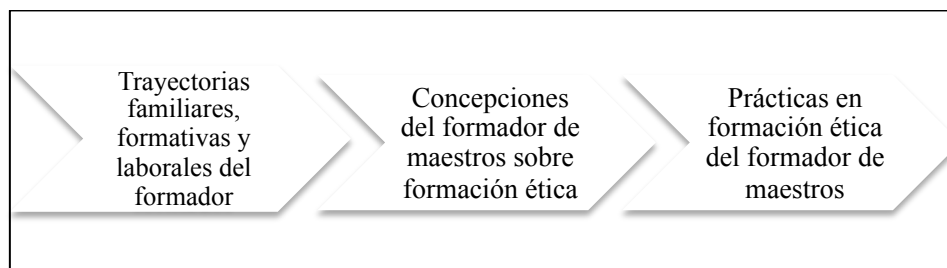 Trayectorias
familiares,
formativas y
laborales del
formador
Concepciones
del formador de
maestros sobre
formación ética
Prácticas en
formación ética
del formador de
maestros